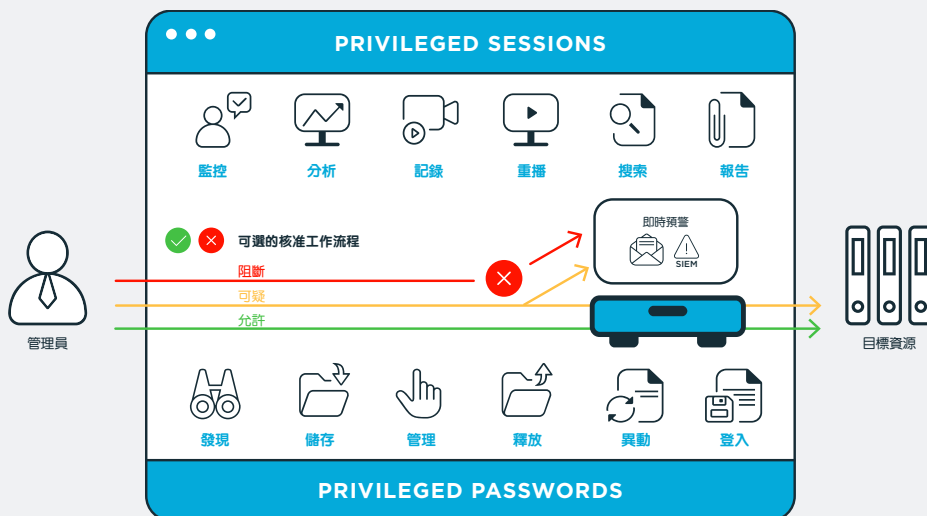 PRIVILEGED SESSIONS
監控
分析
記錄
重播
搜索
報告
可選的核准工作流程
即時預警
SIEM
阻斷
可疑
允許
管理員
目標資源
發現
儲存
管理
釋放
異動
登入
PRIVILEGED PASSWORDS